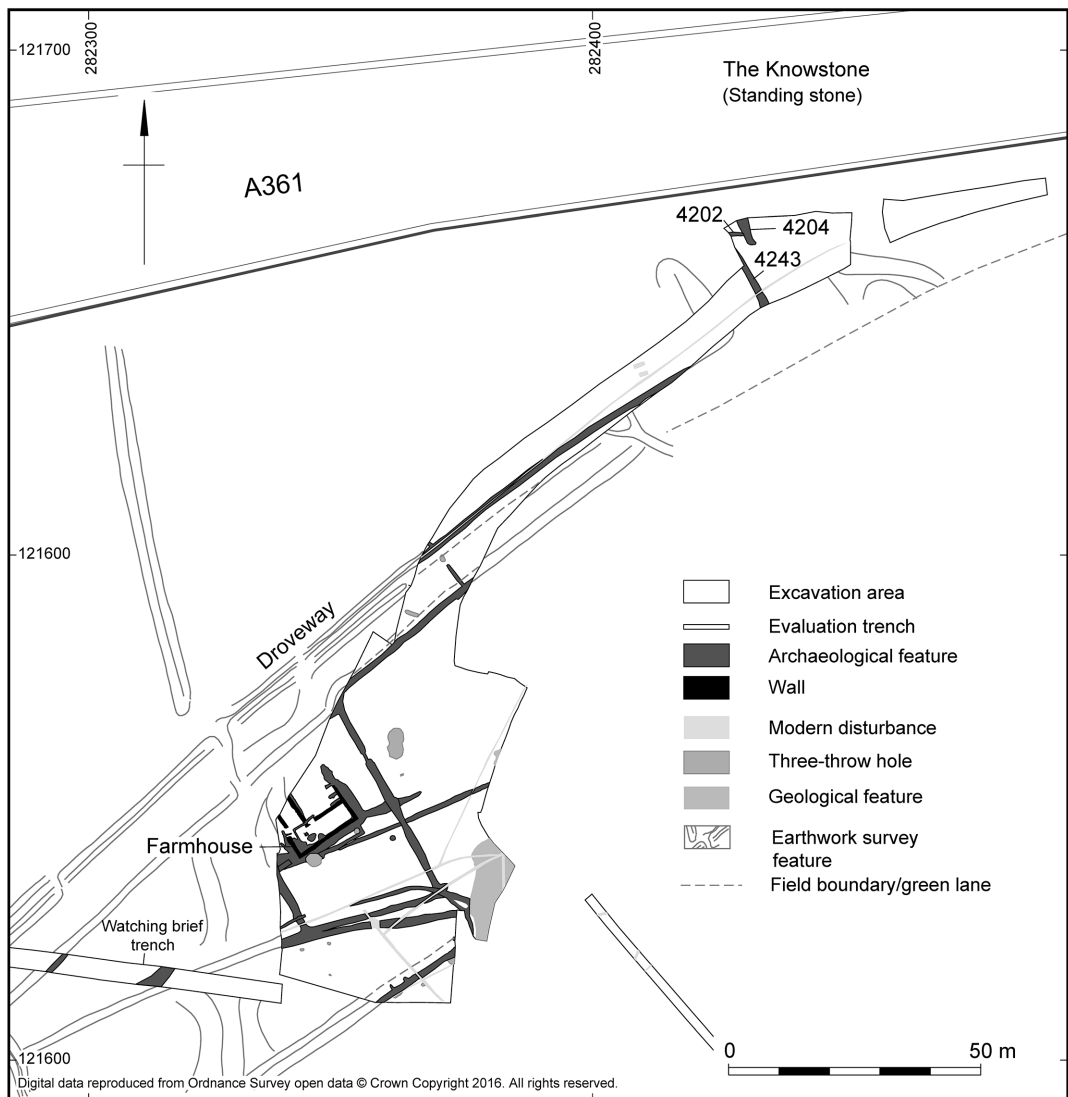 121700
282300
282400
The Knowstone
(Standing stone)
A361
4202
4204
4243
121600
Droveway
Excavation area
Evaluation trench
Archaeological feature
Wall
Modern disturbance
Three-throw hole
Geological feature
Earthwork survey
feature
Field boundary/green lane
Farmhouse
Watching brief
trench
0
50 m
121600
Digital data reproduced from Ordnance Survey open data © Crown Copyright 2016. All rights reserved.